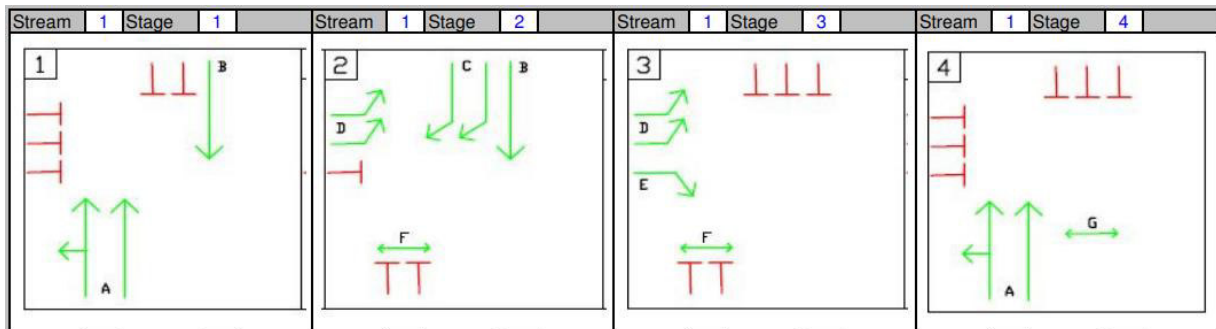 Stream 1 Stage 1
Stream 1 Stage 2
Stream 1 Stage 3
Stream 1 Stage 4
1
B
A
2
C B
D
F
3
D
E
F
4
G
A